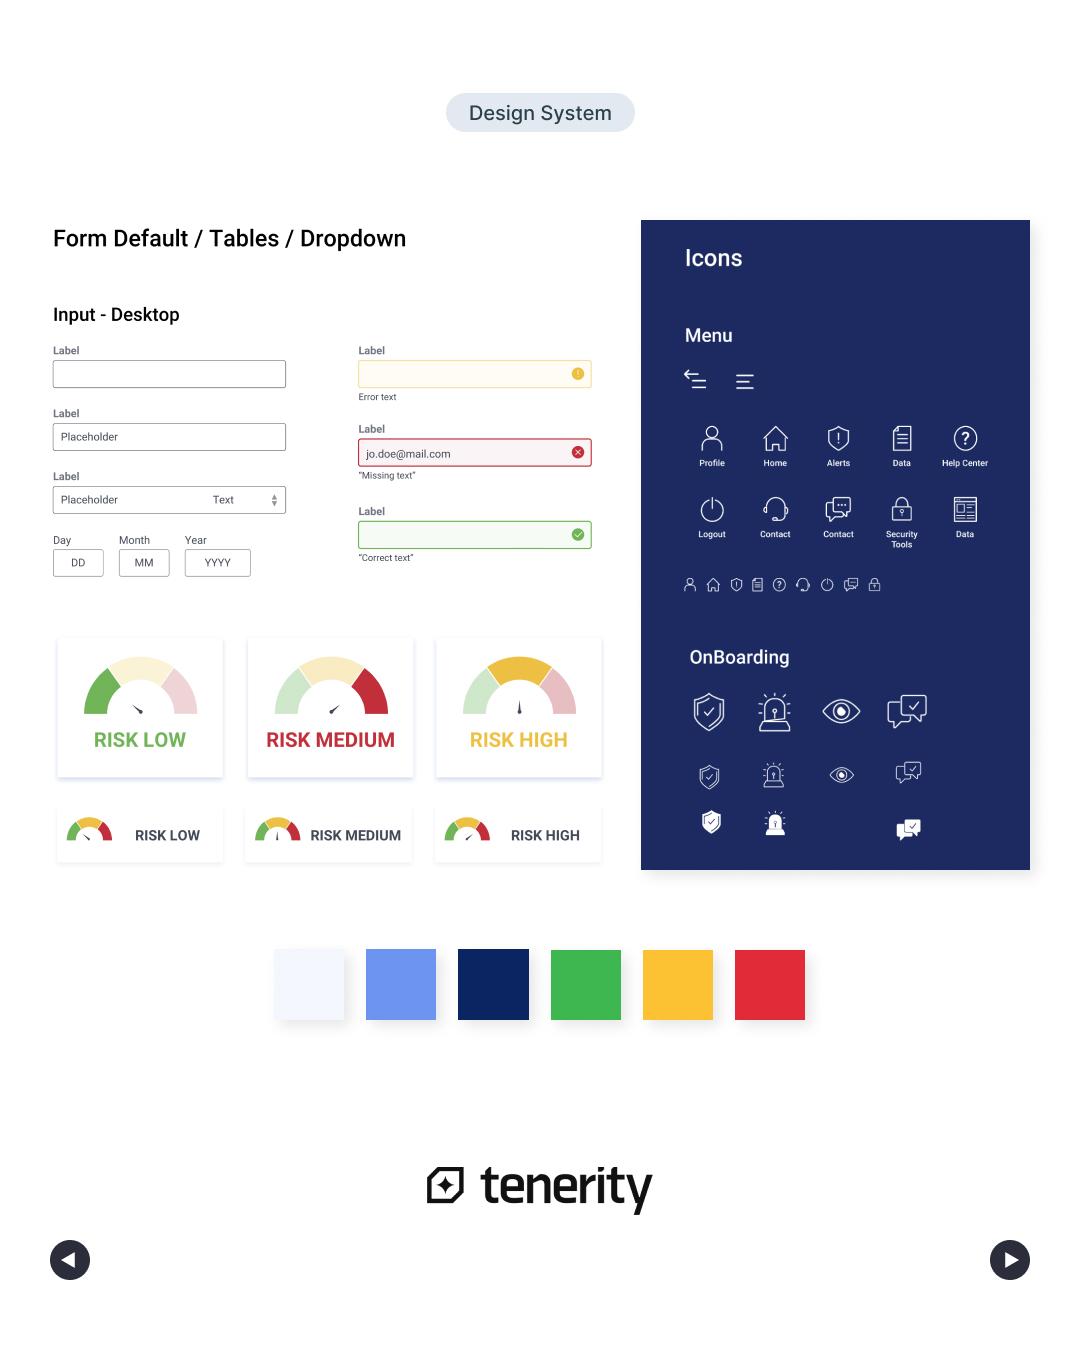 Design System
Form Default / Tables / Dropdown
Input - Desktop
Label
Label
Placeholder
Label
Placeholder Text
Day Month Year
DD MM YYYY
Label
Error text
Label
jo.doe@mail.com
“Missing text”
Label
“Correct text”
RISK LOW
RISK MEDIUM
RISK HIGH
RISK LOW
RISK MEDIUM
RISK HIGH
Icons
Menu
Profile Home Alerts Data Help Center
Logout Contact Contact Security Data
Tools
OnBoarding
tenerity